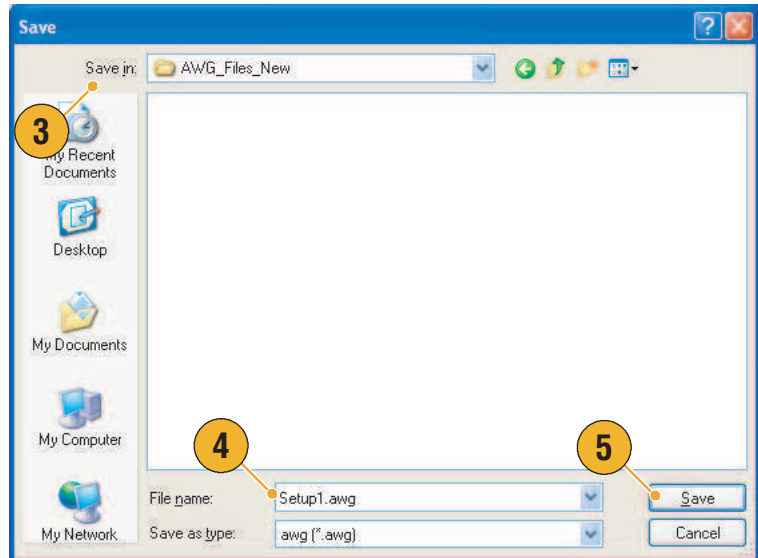 Save
Save in:
AWG_Files_New
3
My Recent
Documents
Desktop
My Documents
My Computer
My Network
4
5
File name:
Setup1.awg
Save
Save as type:
awg (*.awg)
Cancel